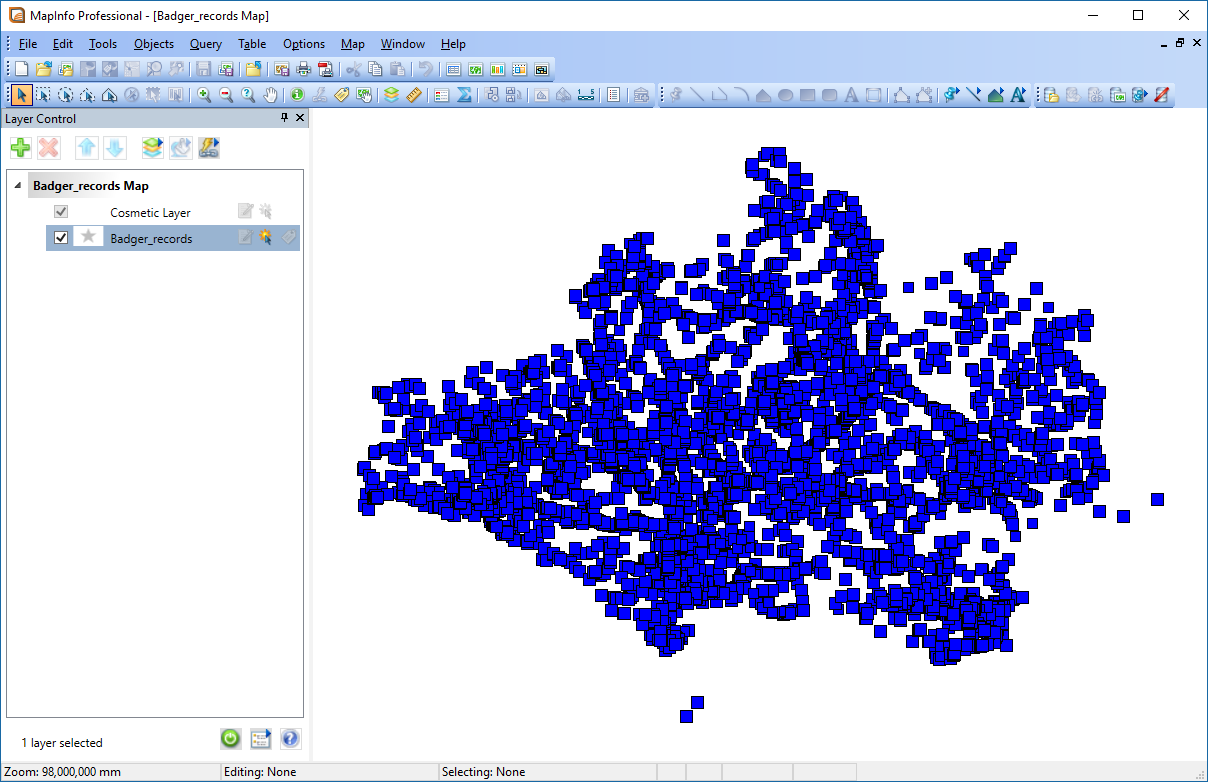 MapInfo Professional - [Badger_records Map]
File Edit Tools Objects Query Table Options Map Window Help
Layer Control
Badger_records Map
Cosmetic Layer
Badger_records
1 layer selected
Zoom: 98,000,000 mm Editing: None Selecting: None